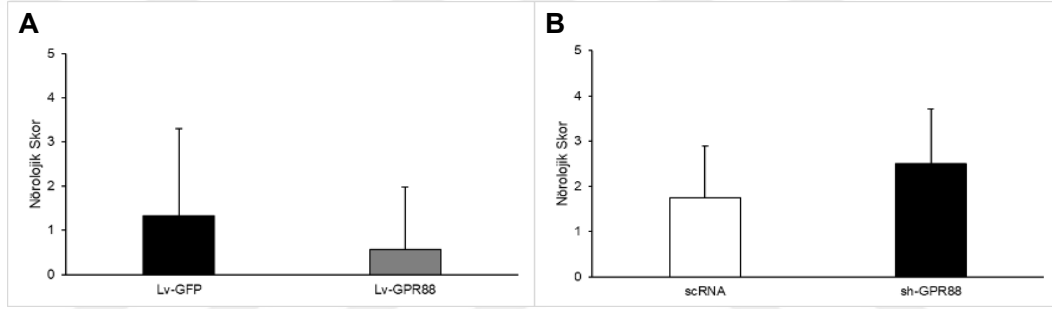 A
5
4
3
2
1
0
Nörolojik Skor
Lv-GFP Lv-GPR88
B
5
4
3
2
1
0
Nörolojik Skor
scRNA sh-GPR88